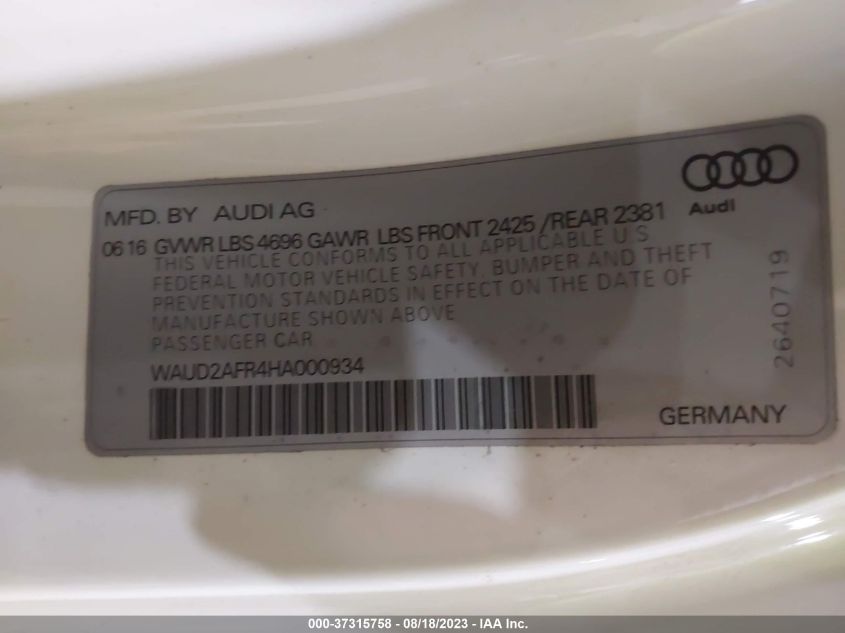 MFD. BY AUDI AG
Audi
06 16 GVWR LBS 4696 GAWR LBS FRONT 2425 /REAR 2381
THIS VEHICLE CONFORMS TO ALL APPLICABLE U.S
FEDERAL MOTOR VEHICLE SAFETY, BUMPER AND THEFT
PREVENTION STANDARDS IN EFFECT ON THE DATE OF
MANUFACTURE SHOWN ABOVE
PASSENGER CAR
WAUD2AFR4HA000934
2640719
GERMANY
000-37315758 - 08/18/2023 - IAA Inc.